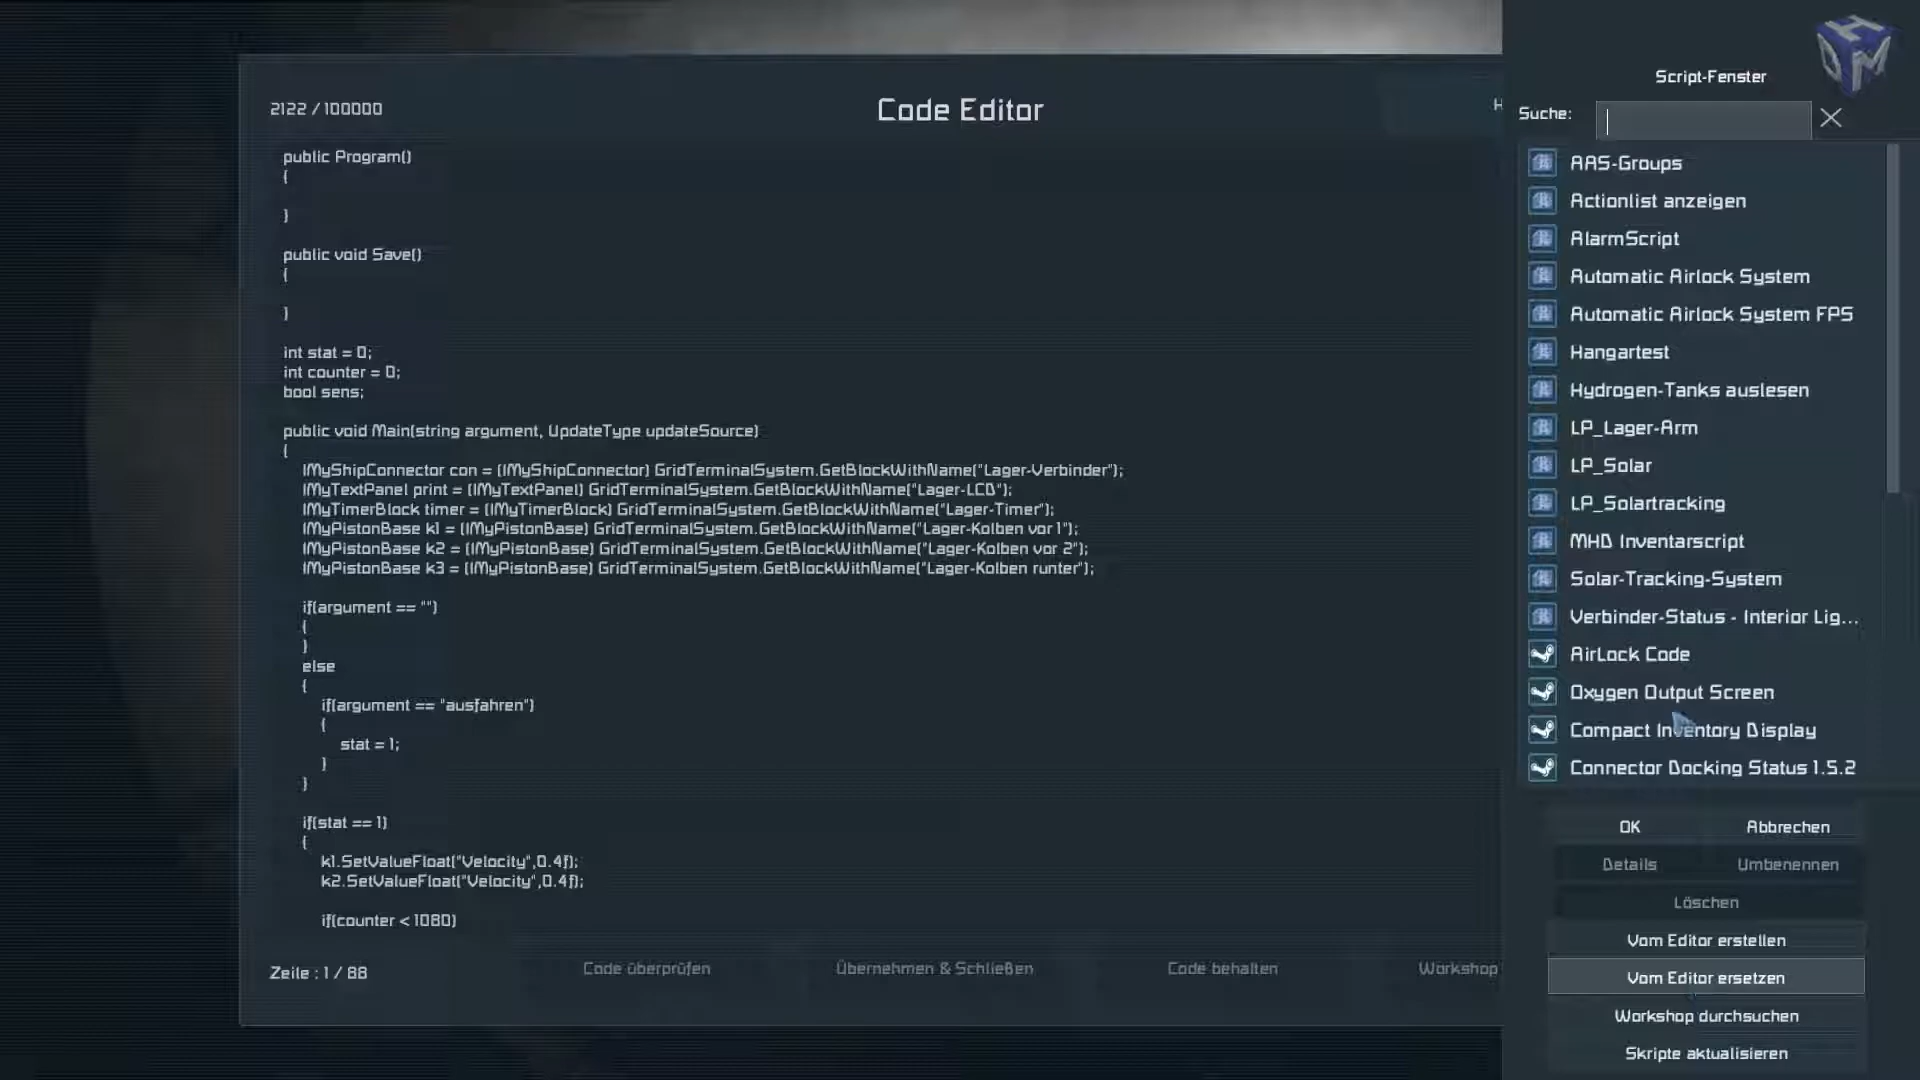 2122 / 100000
Code Editor
public Program()
{
}
public void Save()
{
}
int stat = 0;
int counter = 0;
bool sens;
public void Main(string argument, UpdateType updateSource)
{
IMyShipConnector con = (IMyShipConnector) GridTerminalSystem.GetBlockWithName("Lager-Verbinder");
IMyTextPanel print = (IMyTextPanel) GridTerminalSystem.GetBlockWithName("Lager-LCD");
IMyTimerBlock timer = (IMyTimerBlock) GridTerminalSystem.GetBlockWithName("Lager-Timer");
IMyPistonBase k1 = (IMyPistonBase) GridTerminalSystem.GetBlockWithName("Lager-Kolben vor 1");
IMyPistonBase k2 = (IMyPistonBase) GridTerminalSystem.GetBlockWithName("Lager-Kolben vor 2");
IMyPistonBase k3 = (IMyPistonBase) GridTerminalSystem.GetBlockWithName("Lager-Kolben runter");
if(argument == "")
{
}
else
{
if(argument == "ausfahren")
{
stat = 1;
}
}
if(stat == 1)
{
k1.SetValueFloat("Velocity",0.4f);
k2.SetValueFloat("Velocity",0.4f);
if(counter < 1080)
Zeile : 1 / 88
Code überprüfen
Übernehmen & Schließen
Code behalten
Workshop
Script-Fenster
Suche:
AAS-Groups
Actionlist anzeigen
AlarmScript
Automatic Airlock System
Automatic Airlock System FPS
Hangartest
Hydrogen-Tanks auslesen
LP_Lager-Arm
LP_Solar
LP_Solartracking
MHD Inventarscript
Solar-Tracking-System
Verbinder-Status - Interior Lig...
AirLock Code
Oxygen Output Screen
Compact Inventory Display
Connector Docking Status 1.5.2
OK
Abbrechen
Details
Umbenennen
Löschen
Vom Editor erstellen
Vom Editor ersetzen
Workshop durchsuchen
Skripte aktualisieren